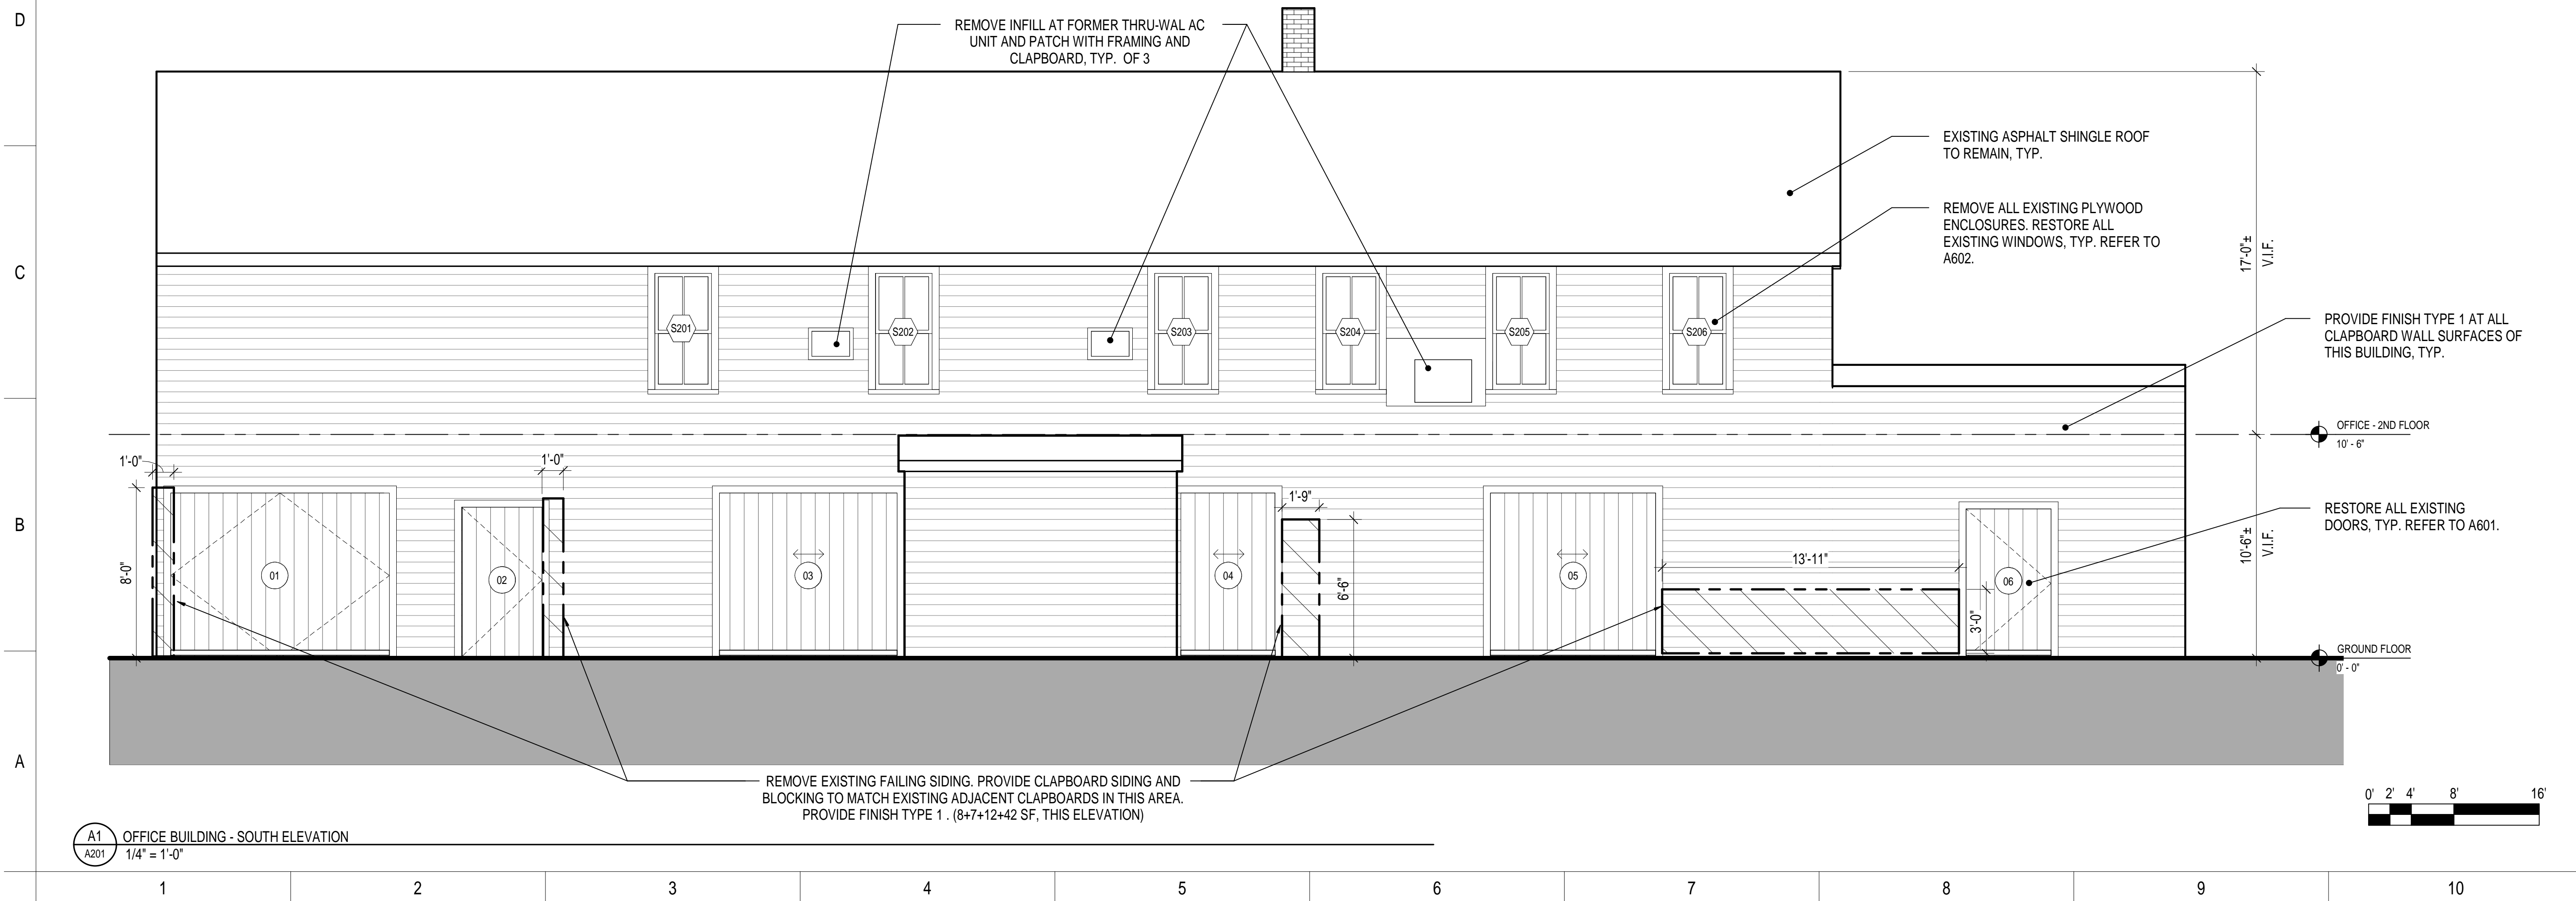 D
C
B
A
REMOVE INFILL AT FORMER THRU-WAL AC
UNIT AND PATCH WITH FRAMING AND
CLAPBOARD, TYP. OF 3
EXISTING ASPHALT SHINGLE ROOF
TO REMAIN, TYP.
REMOVE ALL EXISTING PLYWOOD
ENCLOSURES. RESTORE ALL
EXISTING WINDOWS, TYP. REFER TO
A602.
17'-0"±
V.I.F.
PROVIDE FINISH TYPE 1 AT ALL
CLAPBOARD WALL SURFACES OF
THIS BUILDING, TYP.
S201
S202
S203
S204
S205
S206
OFFICE - 2ND FLOOR
10' - 6"
1'-0"
1'-0"
1'-9"
RESTORE ALL EXISTING
DOORS, TYP. REFER TO A601.
10'-6"±
V.I.F.
8'-0"
01
02
03
04
6'-6"
05
13'-11"
3'-0"
06
GROUND FLOOR
0' - 0"
REMOVE EXISTING FAILING SIDING. PROVIDE CLAPBOARD SIDING AND
BLOCKING TO MATCH EXISTING ADJACENT CLAPBOARDS IN THIS AREA.
PROVIDE FINISH TYPE 1 . (8+7+12+42 SF, THIS ELEVATION)
0' 2' 4' 8' 16'
A1
A201
OFFICE BUILDING - SOUTH ELEVATION
1/4" = 1'-0"
1 2 3 4 5 6 7 8 9 10